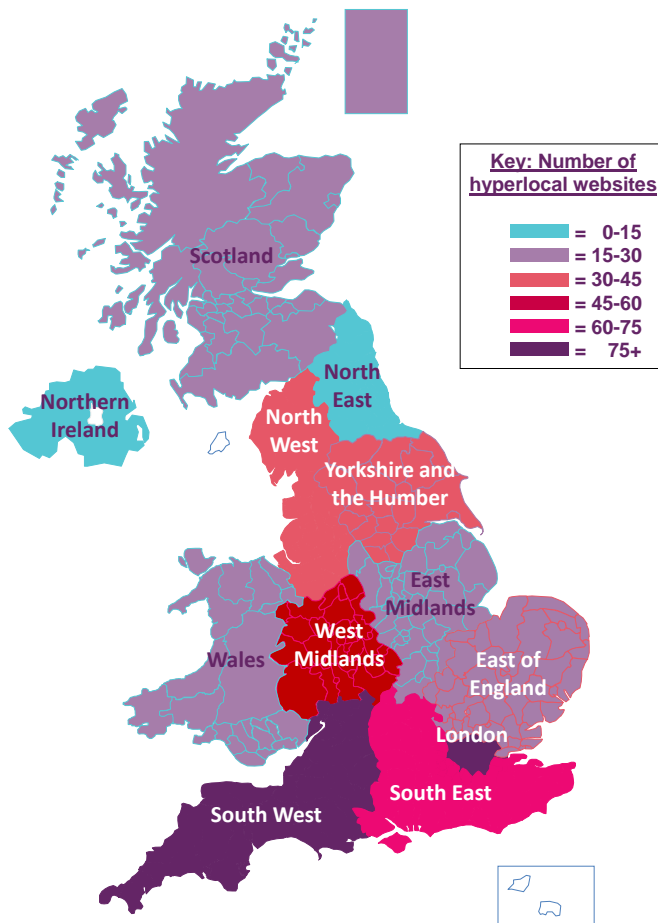 Key: Number of
hyperlocal websites
= 0-15
= 15-30
= 30-45
= 45-60
= 60-75
= 75+
Scotland
North
East
Northern
Ireland
North
West
Yorkshire and
the Humber
East
Midlands
West
Midlands
Wales
East of
England
London
South East
South West